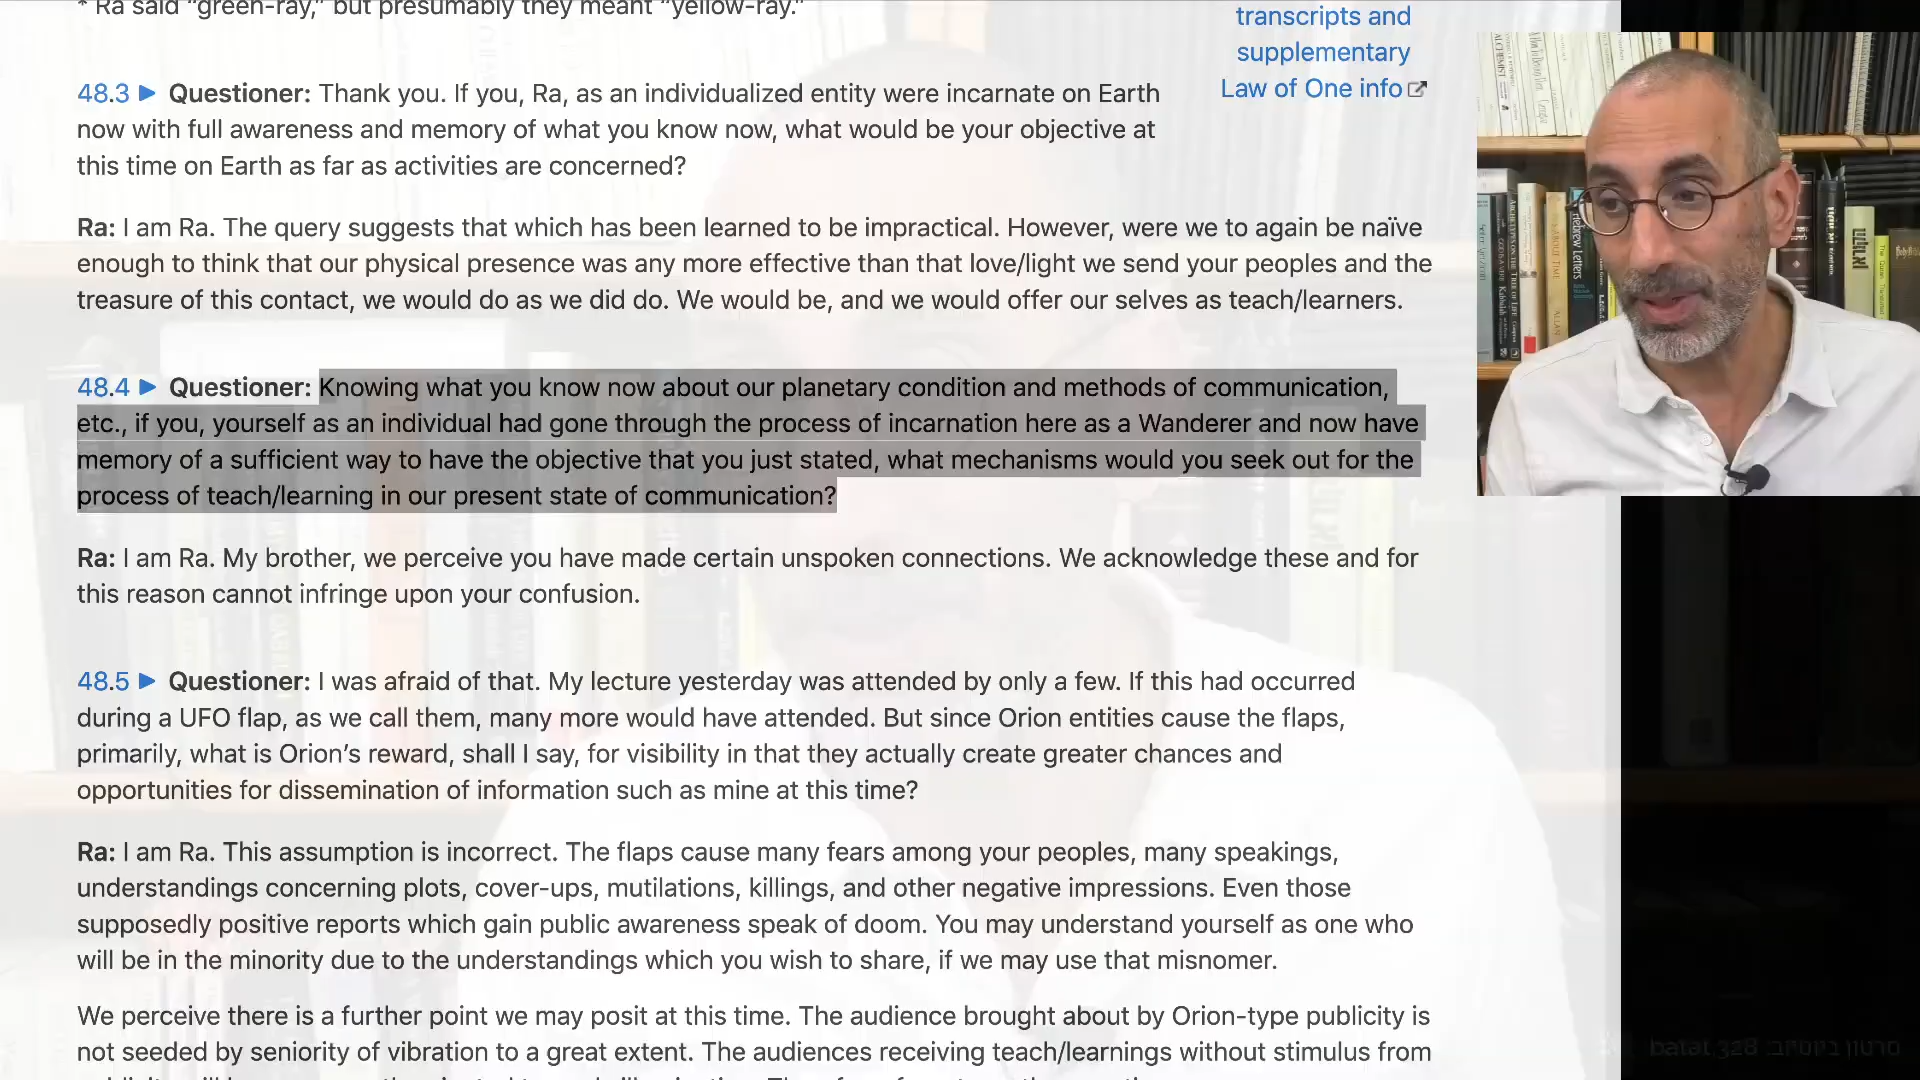 * Ra said “green-ray,” but presumably they meant “yellow-ray.”
transcripts and
supplementary
Law of One info
48.3 ▶ Questioner: Thank you. If you, Ra, as an individualized entity were incarnate on Earth
now with full awareness and memory of what you know now, what would be your objective at
this time on Earth as far as activities are concerned?
Ra: I am Ra. The query suggests that which has been learned to be impractical. However, were we to again be naïve
enough to think that our physical presence was any more effective than that love/light we send your peoples and the
treasure of this contact, we would do as we did do. We would be, and we would offer our selves as teach/learners.
48.4 ▶ Questioner: Knowing what you know now about our planetary condition and methods of communication,
etc., if you, yourself as an individual had gone through the process of incarnation here as a Wanderer and now have
memory of a sufficient way to have the objective that you just stated, what mechanisms would you seek out for the
process of teach/learning in our present state of communication?
Ra: I am Ra. My brother, we perceive you have made certain unspoken connections. We acknowledge these and for
this reason cannot infringe upon your confusion.
48.5 ▶ Questioner: I was afraid of that. My lecture yesterday was attended by only a few. If this had occurred
during a UFO flap, as we call them, many more would have attended. But since Orion entities cause the flaps,
primarily, what is Orion’s reward, shall I say, for visibility in that they actually create greater chances and
opportunities for dissemination of information such as mine at this time?
Ra: I am Ra. This assumption is incorrect. The flaps cause many fears among your peoples, many speakings,
understandings concerning plots, cover-ups, mutilations, killings, and other negative impressions. Even those
supposedly positive reports which gain public awareness speak of doom. You may understand yourself as one who
will be in the minority due to the understandings which you wish to share, if we may use that misnomer.
We perceive there is a further point we may posit at this time. The audience brought about by Orion-type publicity is
not seeded by seniority of vibration to a great extent. The audiences receiving teach/learnings without stimulus from
ALCHEMIST
Hebrew Letters
Kabbalah